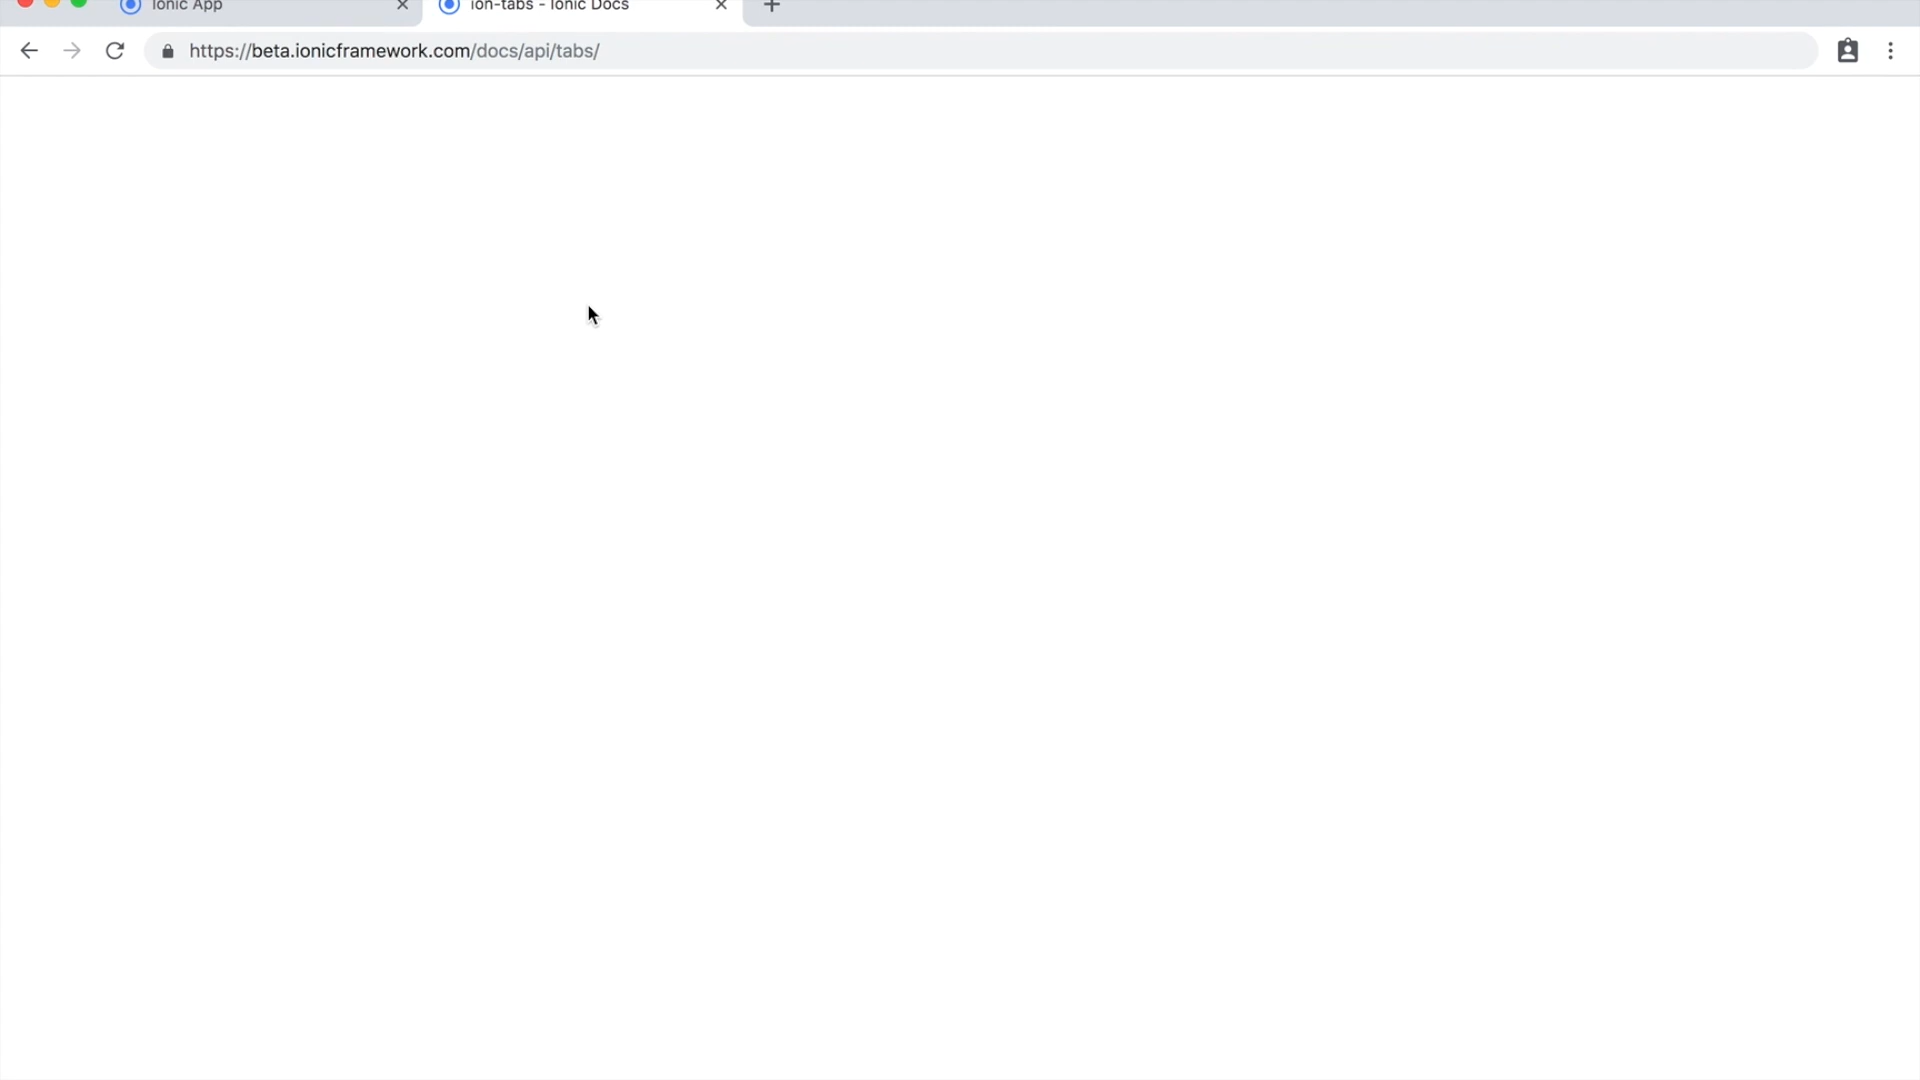 Ionic App
ion-tabs - Ionic Docs
https://beta.ionicframework.com/docs/api/tabs/